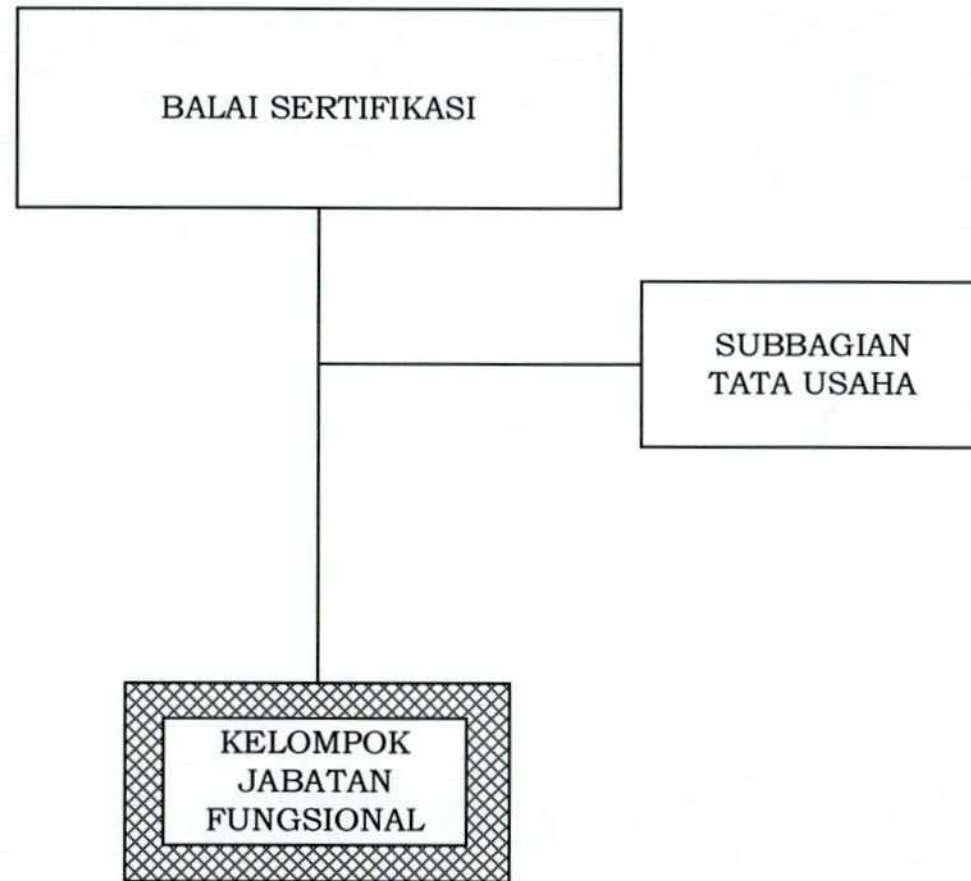 BALAI SERTIFIKASI
SUBBAGIAN
TATA USAHA
KELOMPOK
JABATAN
FUNGSIONAL